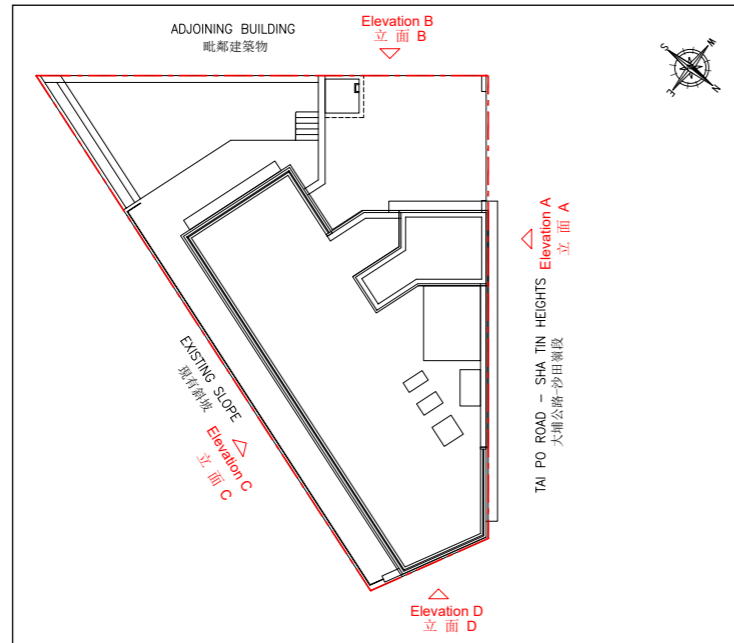 ADJOINING BUILDING
毗鄰建築物
Elevation B
立 面 B
S
W
E
N
Elevation A
立 面 A
TAI PO ROAD - SHA TIN HEIGHTS
大埔公路-沙田嶺段
EXISTING SLOPE
現有斜坡
Elevation C
立 面 C
Elevation D
立 面 D